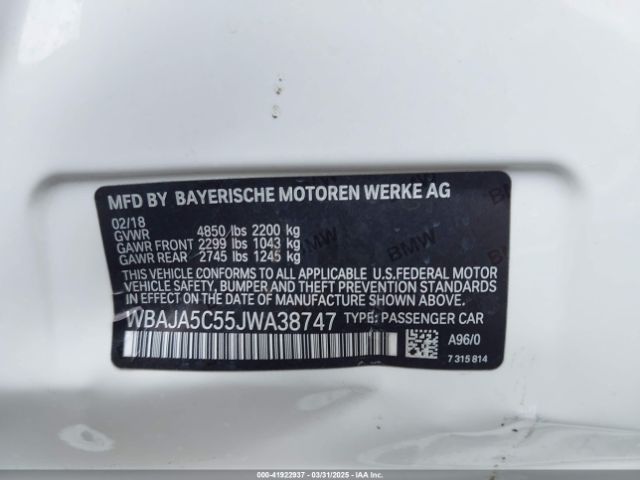 MFD BY BAYERISCHE MOTOREN WERKE AG
02/18
GVWR 4850 lbs 2200 kg
GAWR FRONT 2299 lbs 1043 kg
GAWR REAR 2745 lbs 1245 kg
THIS VEHICLE CONFORMS TO ALL APPLICABLE U.S.FEDERAL MOTOR
VEHICLE SAFETY, BUMPER AND THEFT PREVENTION STANDARDS
IN EFFECT ON THE DATE OF MANUFACTURE SHOWN ABOVE.
WBAJA5C55JWA38747 TYPE: PASSENGER CAR
A96/0
7 315 814
BMW
000-41922937 - 03/31/2025 - IAAI.COM